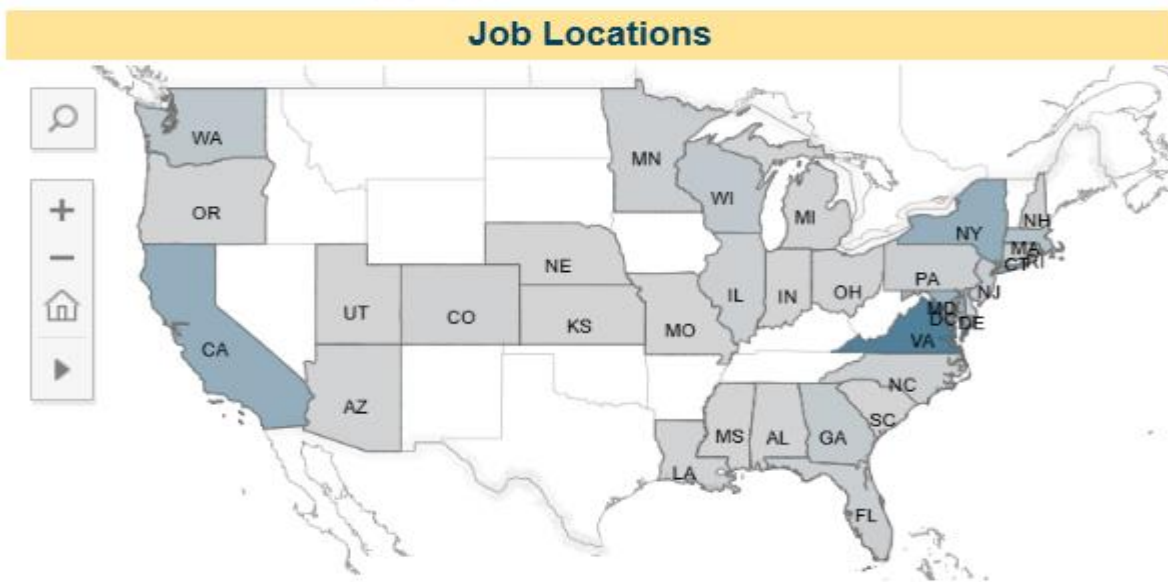 Job Locations
WA
OR
CA
UT
AZ
CO
NE
KS
MN
WI
IL
MO
MI
IN
OH
PA
NY
NH
MA
CT
RI
NJ
MD
DC
DE
VA
NC
SC
GA
AL
MS
LA
FL